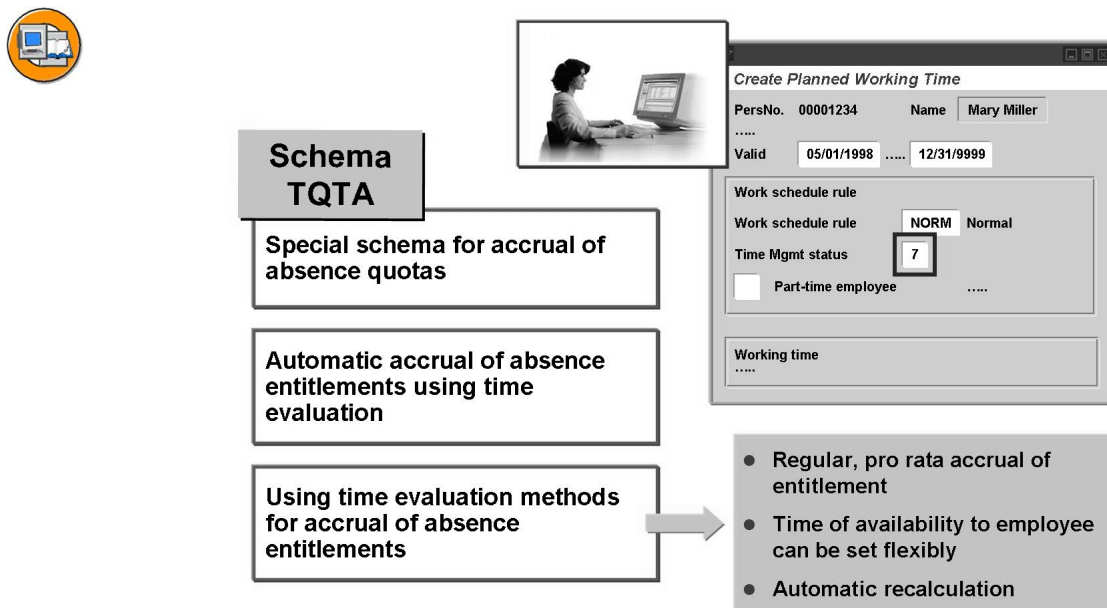 Schema
TQTA
Special schema for accrual of
absence quotas
Automatic accrual of absence
entitlements using time
evaluation
Using time evaluation methods
for accrual of absence
entitlements
Create Planned Working Time
PersNo. 00001234 Name Mary Miller
.....
Valid 05/01/1998 ..... 12/31/9999
Work schedule rule
Work schedule rule NORM Normal
Time Mgmt status 7
Part-time employee .....
Working time
.....
● Regular, pro rata accrual of
entitlement
● Time of availability to employee
can be set flexibly
● Automatic recalculation